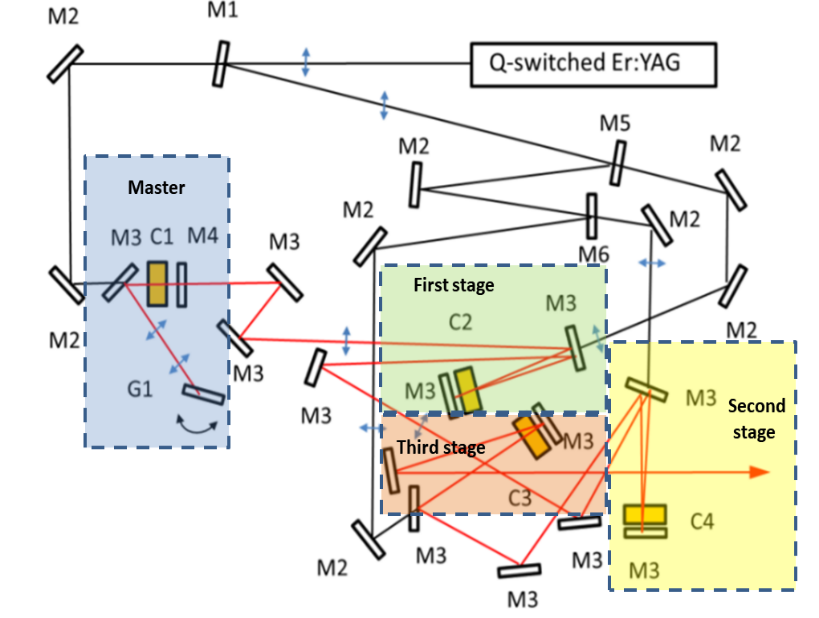 M2
M1
Q-switched Er:YAG
M5
M2
M2
M2
M2
M6
Master
M3 C1 M4
M3
First stage
M3
C2
M2
M2
M3
G1
M3
M3
M3
Second
stage
M3
Third stage
C3
C4
M2
M3
M3
M3
M3